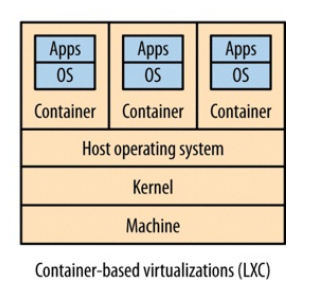 Apps Apps Apps
OS OS OS
Container Container Container
Host operating system
Kernel
Machine
Container-based virtualizations (LXC)